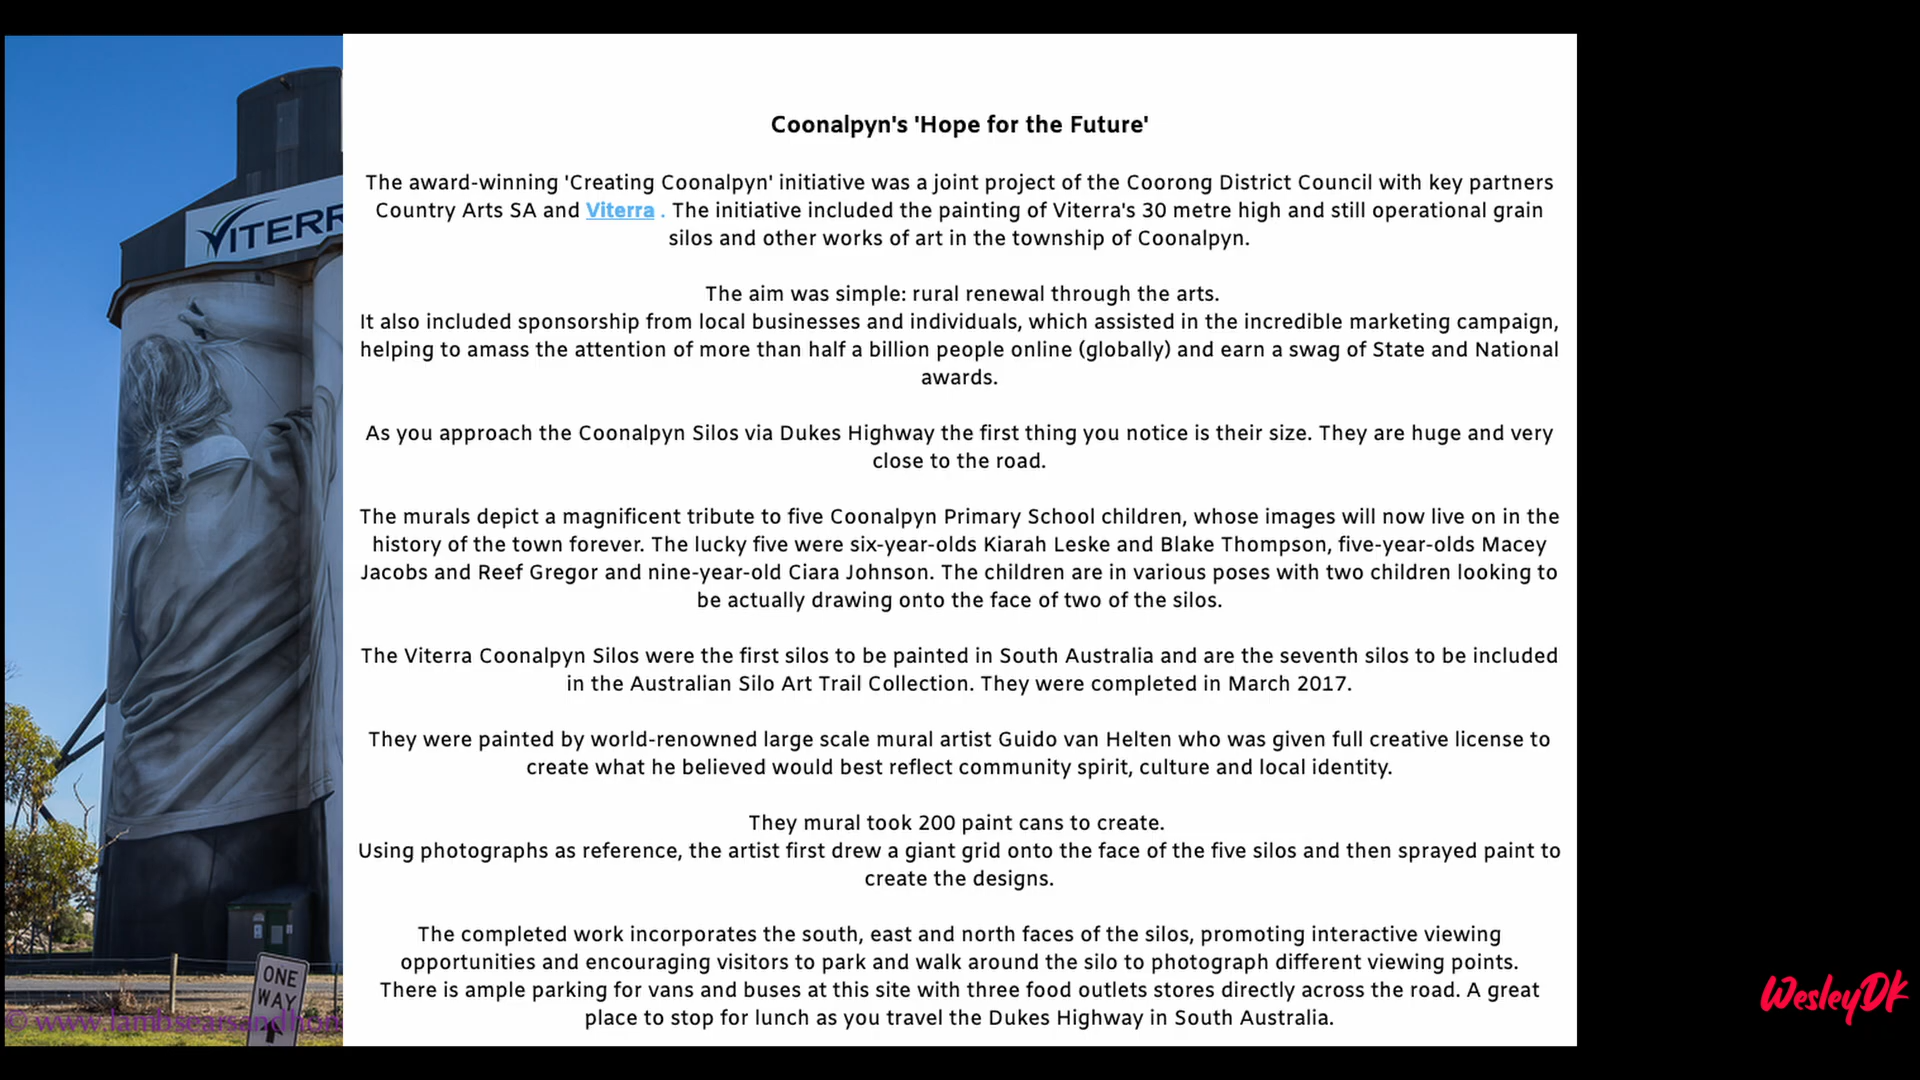 VITERR
Coonalpyn's 'Hope for the Future'
The award-winning 'Creating Coonalpyn' initiative was a joint project of the Coorong District Council with key partners
Country Arts SA and Viterra . The initiative included the painting of Viterra's 30 metre high and still operational grain
silos and other works of art in the township of Coonalpyn.
The aim was simple: rural renewal through the arts.
It also included sponsorship from local businesses and individuals, which assisted in the incredible marketing campaign,
helping to amass the attention of more than half a billion people online (globally) and earn a swag of State and National
awards.
As you approach the Coonalpyn Silos via Dukes Highway the first thing you notice is their size. They are huge and very
close to the road.
The murals depict a magnificent tribute to five Coonalpyn Primary School children, whose images will now live on in the
history of the town forever. The lucky five were six-year-olds Kiarah Leske and Blake Thompson, five-year-olds Macey
Jacobs and Reef Gregor and nine-year-old Ciara Johnson. The children are in various poses with two children looking to
be actually drawing onto the face of two of the silos.
The Viterra Coonalpyn Silos were the first silos to be painted in South Australia and are the seventh silos to be included
in the Australian Silo Art Trail Collection. They were completed in March 2017.
They were painted by world-renowned large scale mural artist Guido van Helten who was given full creative license to
create what he believed would best reflect community spirit, culture and local identity.
They mural took 200 paint cans to create.
Using photographs as reference, the artist first drew a giant grid onto the face of the five silos and then sprayed paint to
create the designs.
The completed work incorporates the south, east and north faces of the silos, promoting interactive viewing
opportunities and encouraging visitors to park and walk around the silo to photograph different viewing points.
There is ample parking for vans and buses at this site with three food outlets stores directly across the road. A great
place to stop for lunch as you travel the Dukes Highway in South Australia.
ONE
WAY
© www.lambsearsandhon
WesleyDK